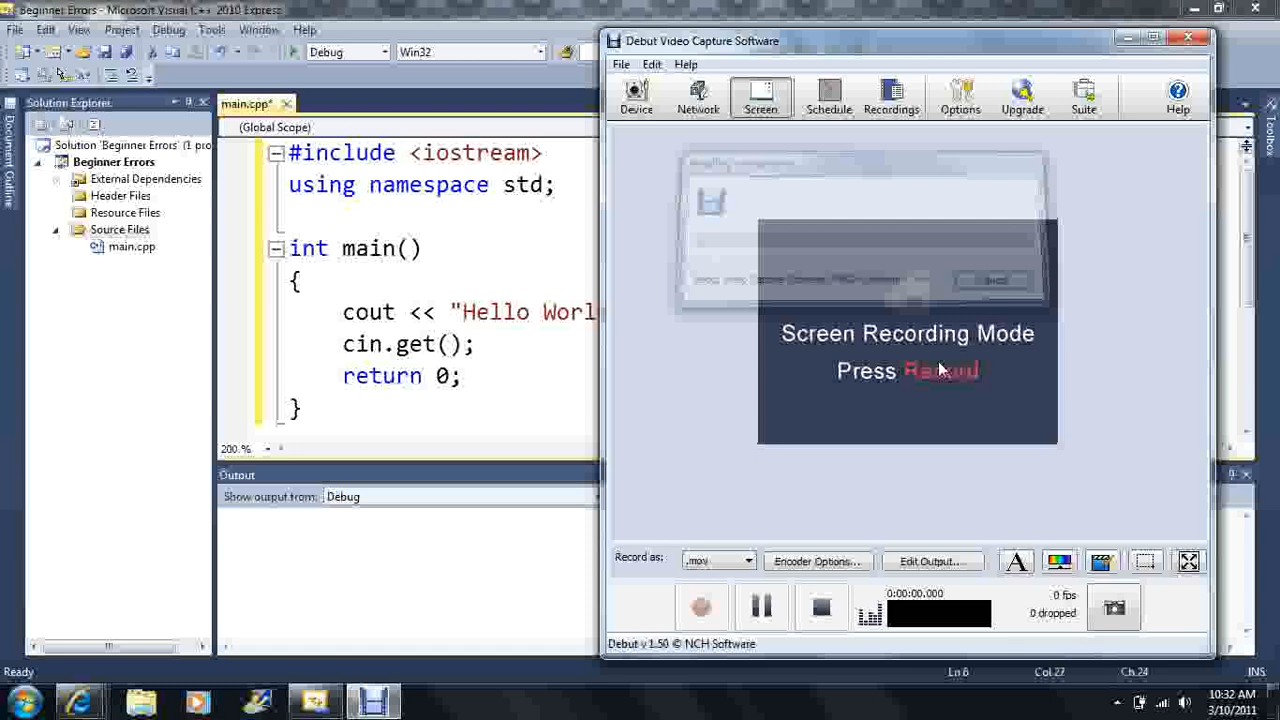 Beginner Errors - Microsoft Visual C++ 2010 Express
File Edit View Project Debug Tools Window Help
Debug
Win32
Solution Explorer
Document Outline
Solution 'Beginner Errors' (1 pro
Beginner Errors
External Dependencies
Header Files
Resource Files
Source Files
main.cpp
main.cpp*
(Global Scope)
#include <iostream>
using namespace std;
int main()
{
cout << "Hello Worl
cin.get();
return 0;
}
200 %
Output
Show output from: Debug
Toolbox
Debut Video Capture Software
File Edit Help
Device Network Screen Schedule Recordings Options Upgrade Suite Help
Screen Recording Mode
Press Record
Record as: .mov Encoder Options... Edit Output...
A
0:00:00.000
0 fps
0 dropped
Debut v 1.50 © NCH Software
Ready
Ln 6 Col 27 Ch 24 INS
10:32 AM
3/10/2011